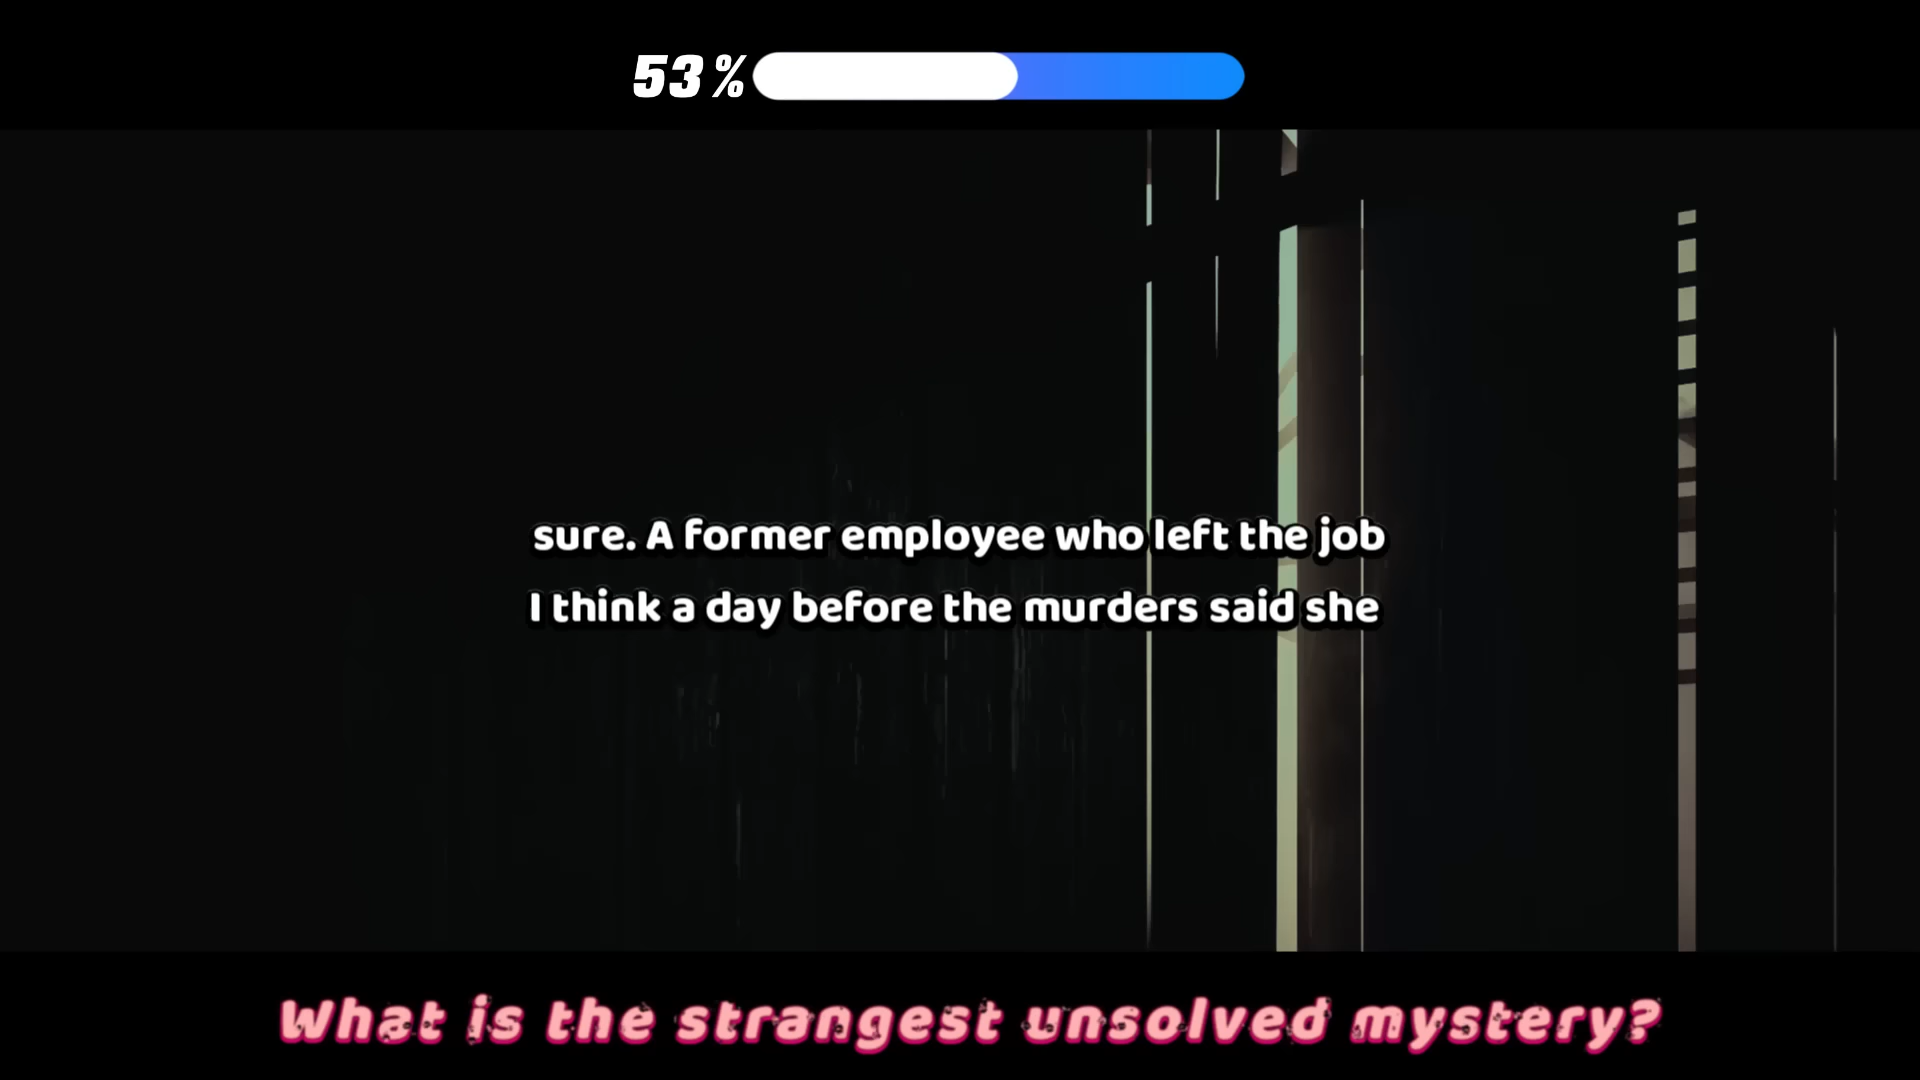 53%
sure. A former employee who left the job
I think a day before the murders said she
What is the strangest unsolved mystery?